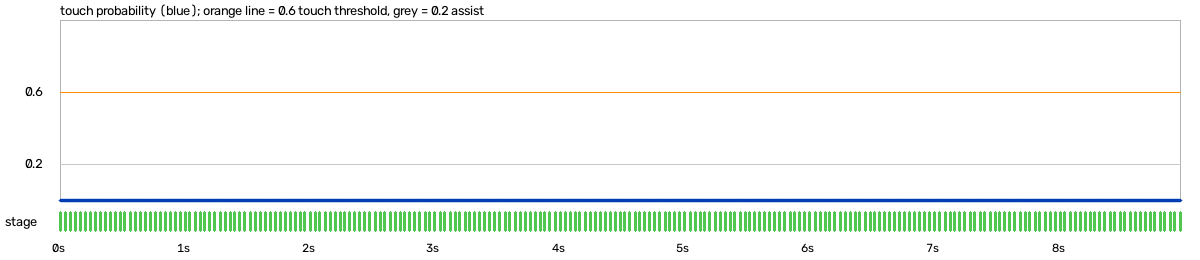 touch probability (blue); orange line = 0.6 touch threshold, grey = 0.2 assist
0.6
0.2
stage
0s 1s 2s 3s 4s 5s 6s 7s 8s